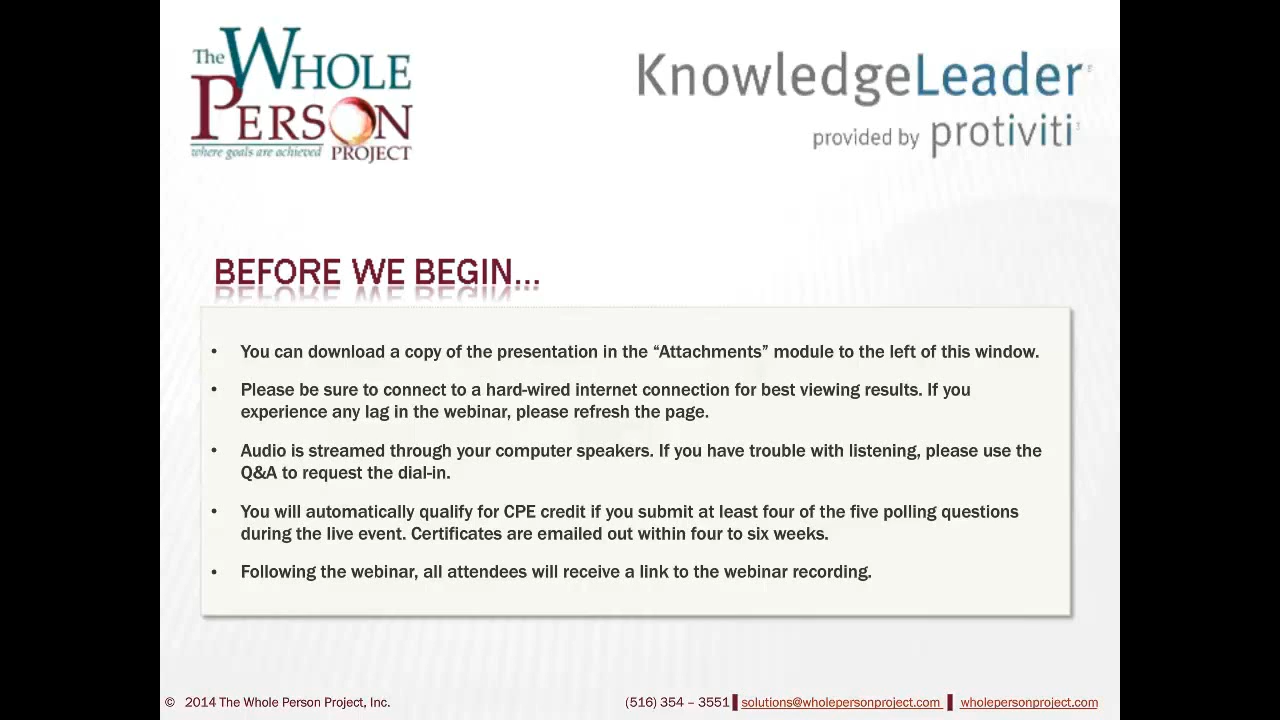 The WHOLE
PERSON
where goals are achieved PROJECT
KnowledgeLeader
provided by protiviti
BEFORE WE BEGIN...
• You can download a copy of the presentation in the “Attachments” module to the left of this window.
• Please be sure to connect to a hard-wired internet connection for best viewing results. If you
experience any lag in the webinar, please refresh the page.
• Audio is streamed through your computer speakers. If you have trouble with listening, please use the
Q&A to request the dial-in.
• You will automatically qualify for CPE credit if you submit at least four of the five polling questions
during the live event. Certificates are emailed out within four to six weeks.
• Following the webinar, all attendees will receive a link to the webinar recording.
© 2014 The Whole Person Project, Inc.
(516) 354 – 3551 solutions@wholepersonproject.com wholepersonproject.com